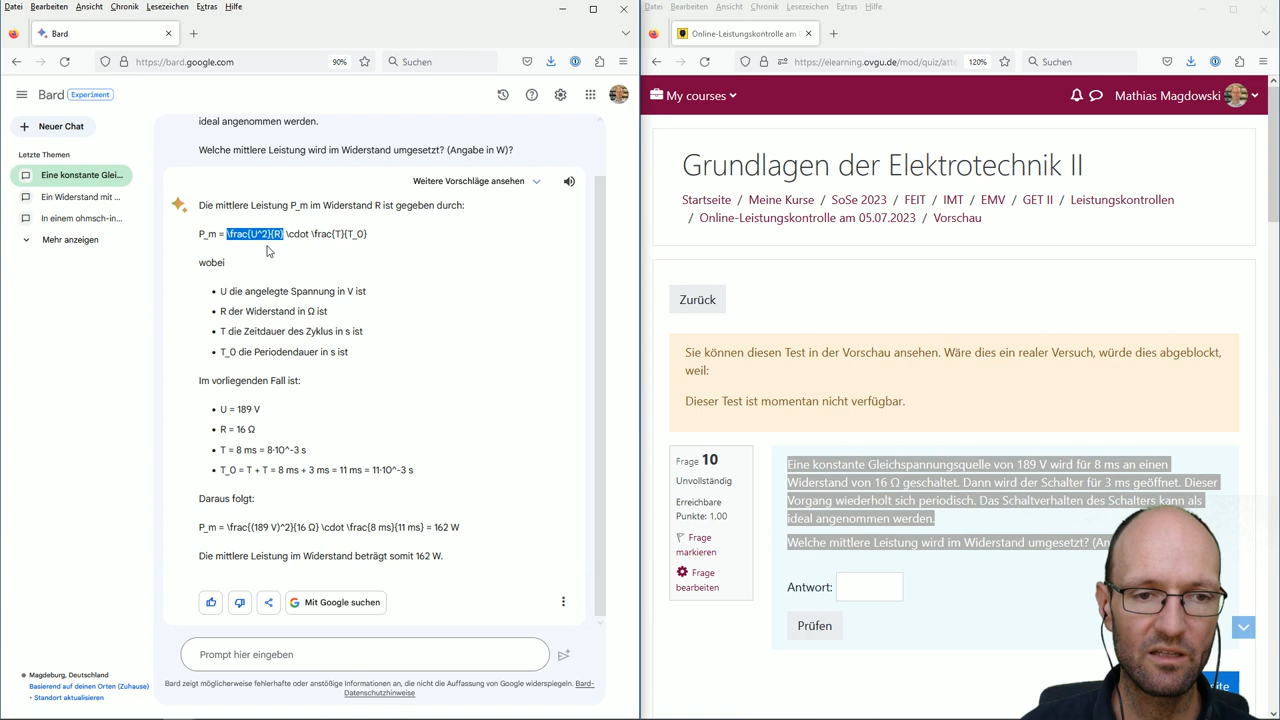 Datei Bearbeiten Ansicht Chronik Lesezeichen Extras Hilfe
Bard
https://bard.google.com
90%
Suchen
Bard Experiment
Neuer Chat
Letzte Themen
Eine konstante Glei...
Ein Widerstand mit ...
In einem ohmsch-in...
Mehr anzeigen
ideal angenommen werden.
Welche mittlere Leistung wird im Widerstand umgesetzt? (Angabe in W)?
Weitere Vorschläge ansehen
Die mittlere Leistung P_m im Widerstand R ist gegeben durch:
P_m = \frac{U^2}{R} \cdot \frac{T}{T_0}
wobei
• U die angelegte Spannung in V ist
• R der Widerstand in Ω ist
• T die Zeitdauer des Zyklus in s ist
• T_0 die Periodendauer in s ist
Im vorliegenden Fall ist:
• U = 189 V
• R = 16 Ω
• T = 8 ms = 8·10^-3 s
• T_0 = T + T = 8 ms + 3 ms = 11 ms = 11·10^-3 s
Daraus folgt:
P_m = \frac{(189 V)^2}{16 Ω} \cdot \frac{8 ms}{11 ms} = 162 W
Die mittlere Leistung im Widerstand beträgt somit 162 W.
Mit Google suchen
Prompt hier eingeben
Magdeburg, Deutschland
Basierend auf deinen Orten (Zuhause)
• Standort aktualisieren
Bard zeigt möglicherweise fehlerhafte oder anstößige Informationen an, die nicht die Auffassung von Google widerspiegeln. Bard-
Datenschutzhinweise
Datei Bearbeiten Ansicht Chronik Lesezeichen Extras Hilfe
Online-Leistungskontrolle am
https://elearning.ovgu.de/mod/quiz/atte
120%
Suchen
My courses
Mathias Magdowski
Grundlagen der Elektrotechnik II
Startseite / Meine Kurse / SoSe 2023 / FEIT / IMT / EMV / GET II / Leistungskontrollen
/ Online-Leistungskontrolle am 05.07.2023 / Vorschau
Zurück
Sie können diesen Test in der Vorschau ansehen. Wäre dies ein realer Versuch, würde dies abgeblockt,
weil:
Dieser Test ist momentan nicht verfügbar.
Frage 10
Unvollständig
Erreichbare
Punkte: 1,00
Frage
markieren
Frage
bearbeiten
Eine konstante Gleichspannungsquelle von 189 V wird für 8 ms an einen
Widerstand von 16 Ω geschaltet. Dann wird der Schalter für 3 ms geöffnet. Dieser
Vorgang wiederholt sich periodisch. Das Schaltverhalten des Schalters kann als
ideal angenommen werden.
Welche mittlere Leistung wird im Widerstand umgesetzt?
Antwort:
Prüfen